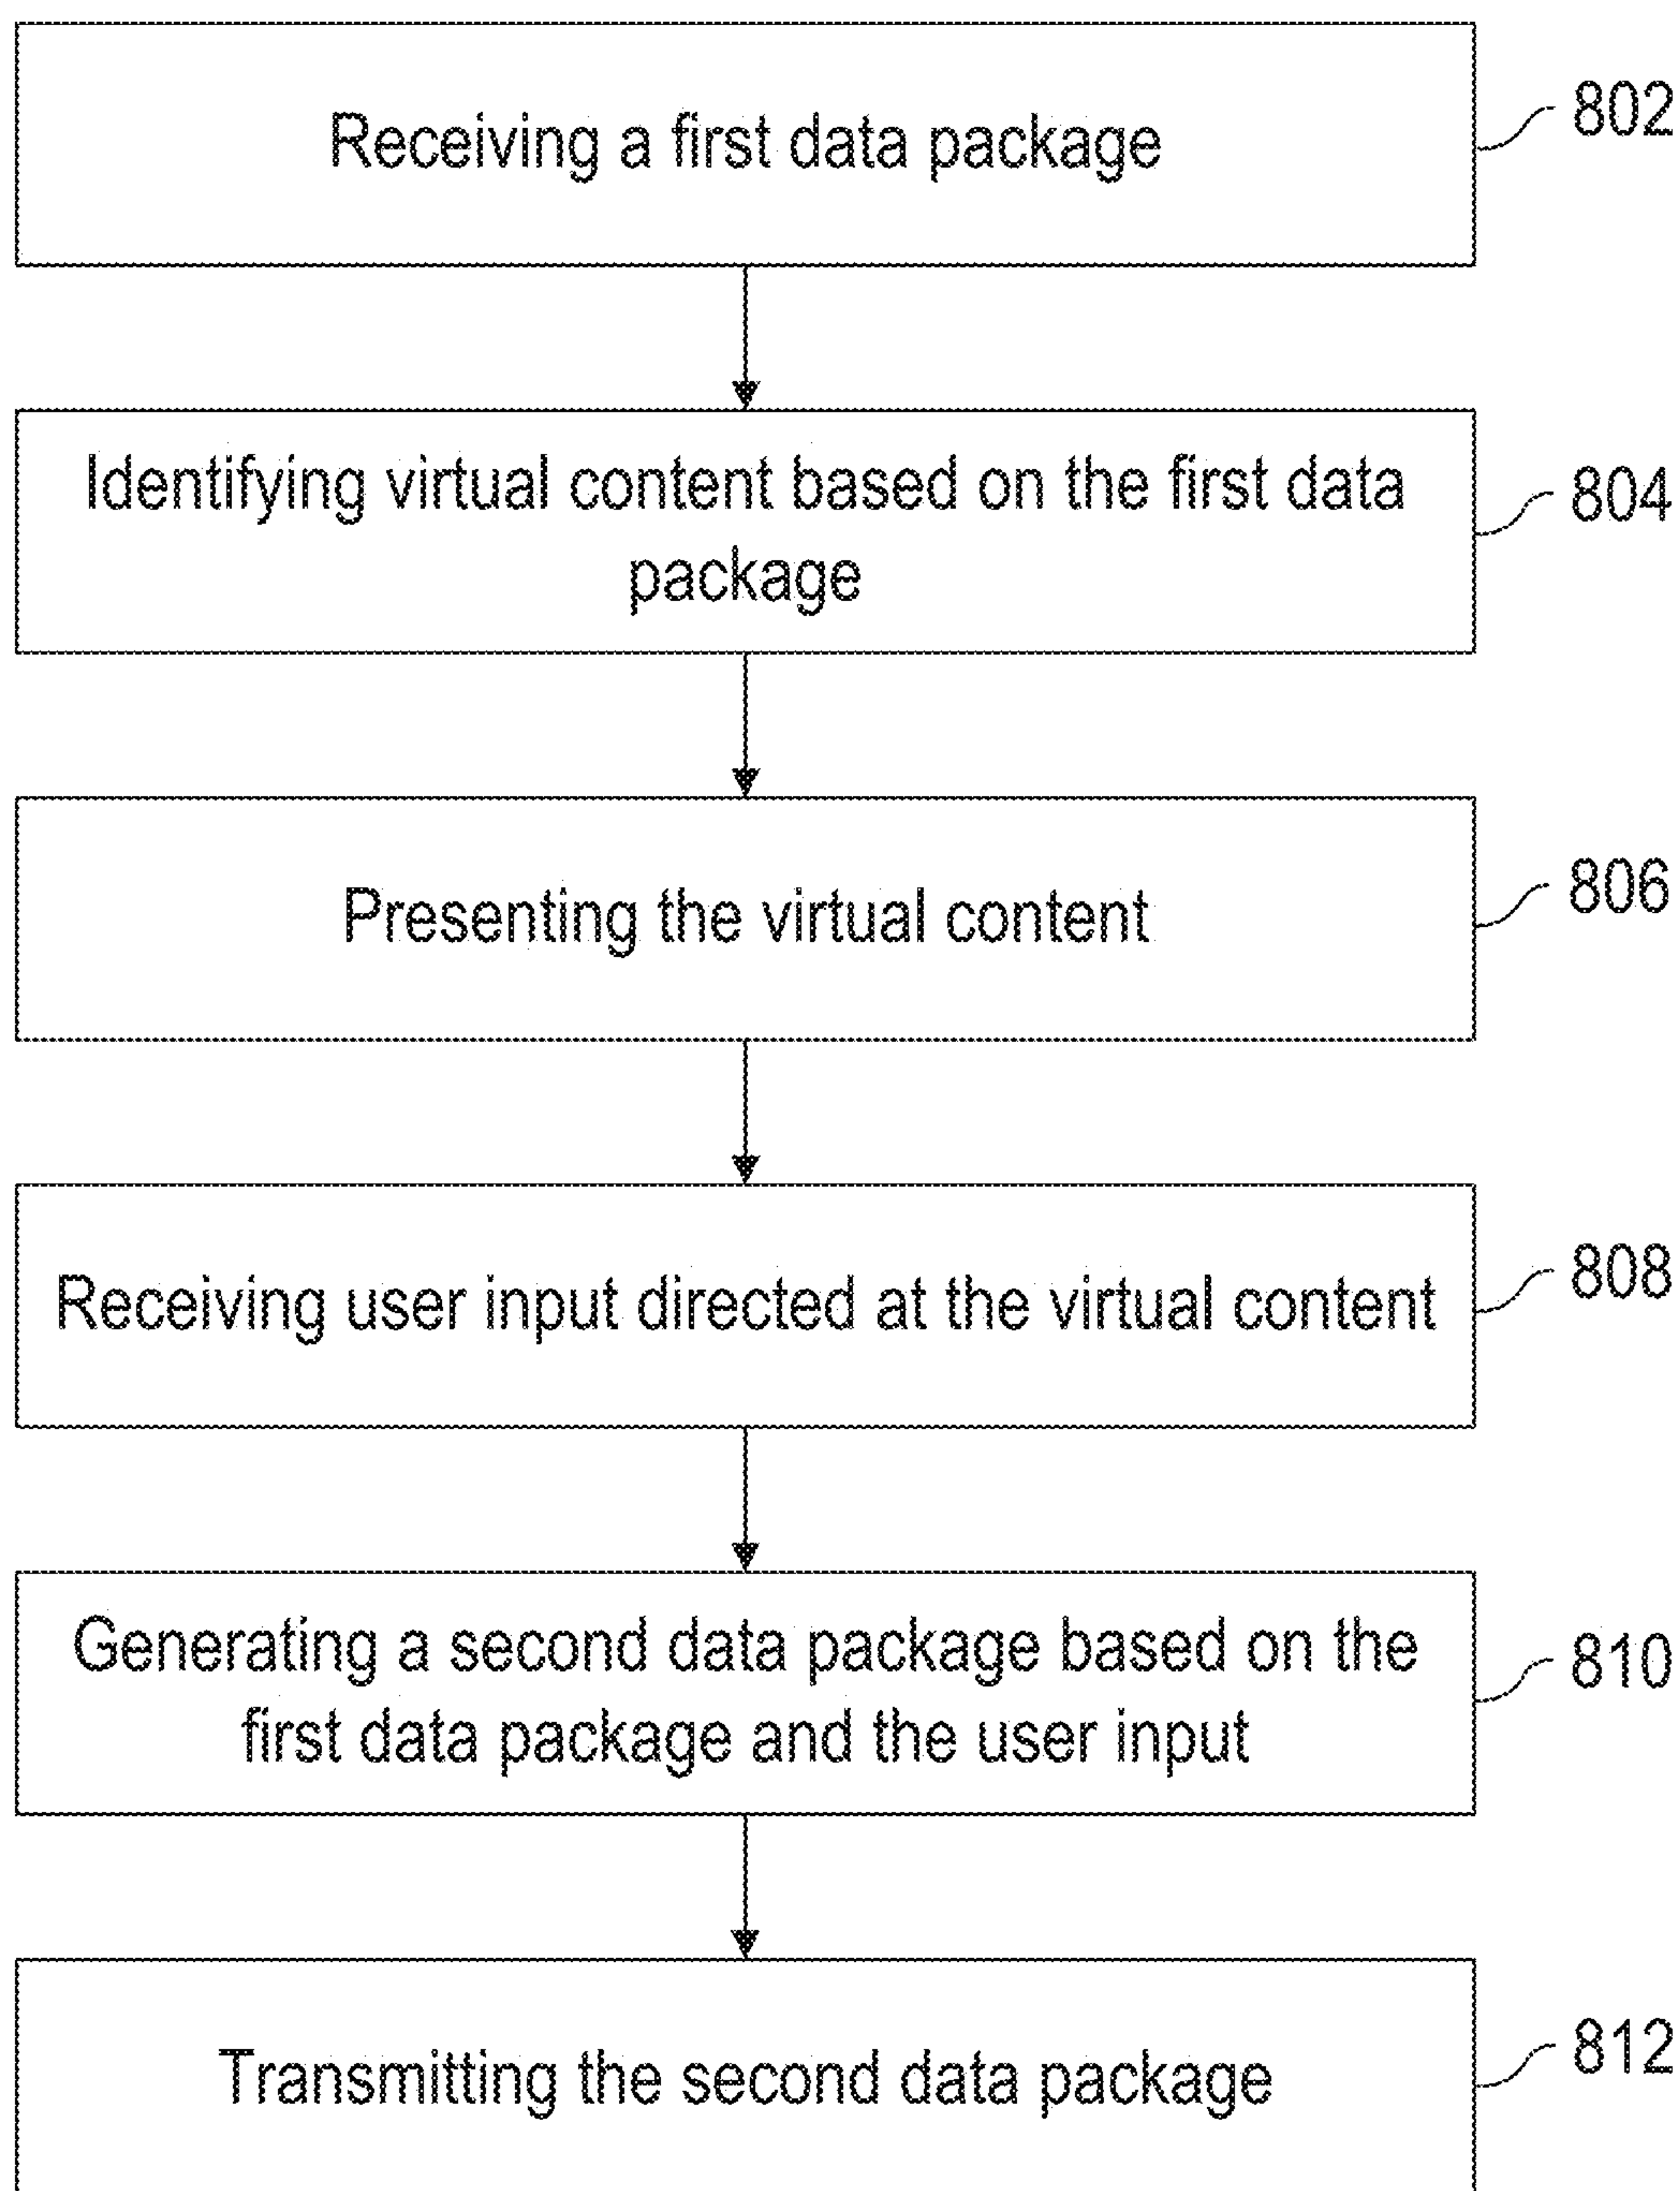 Receiving a first data package
802
Identifying virtual content based on the first data
package
804
Presenting the virtual content
806
Receiving user input directed at the virtual content
808
Generating a second data package based on the
first data package and the user input
810
Transmitting the second data package
812